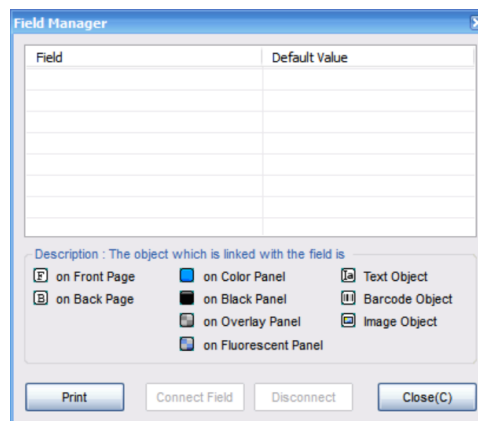 Field Manager
Field Default Value
Description : The object which is linked with the field is
F on Front Page on Color Panel Ia Text Object
B on Back Page on Black Panel Barcode Object
on Overlay Panel Image Object
on Fluorescent Panel
Print Connect Field Disconnect Close(C)